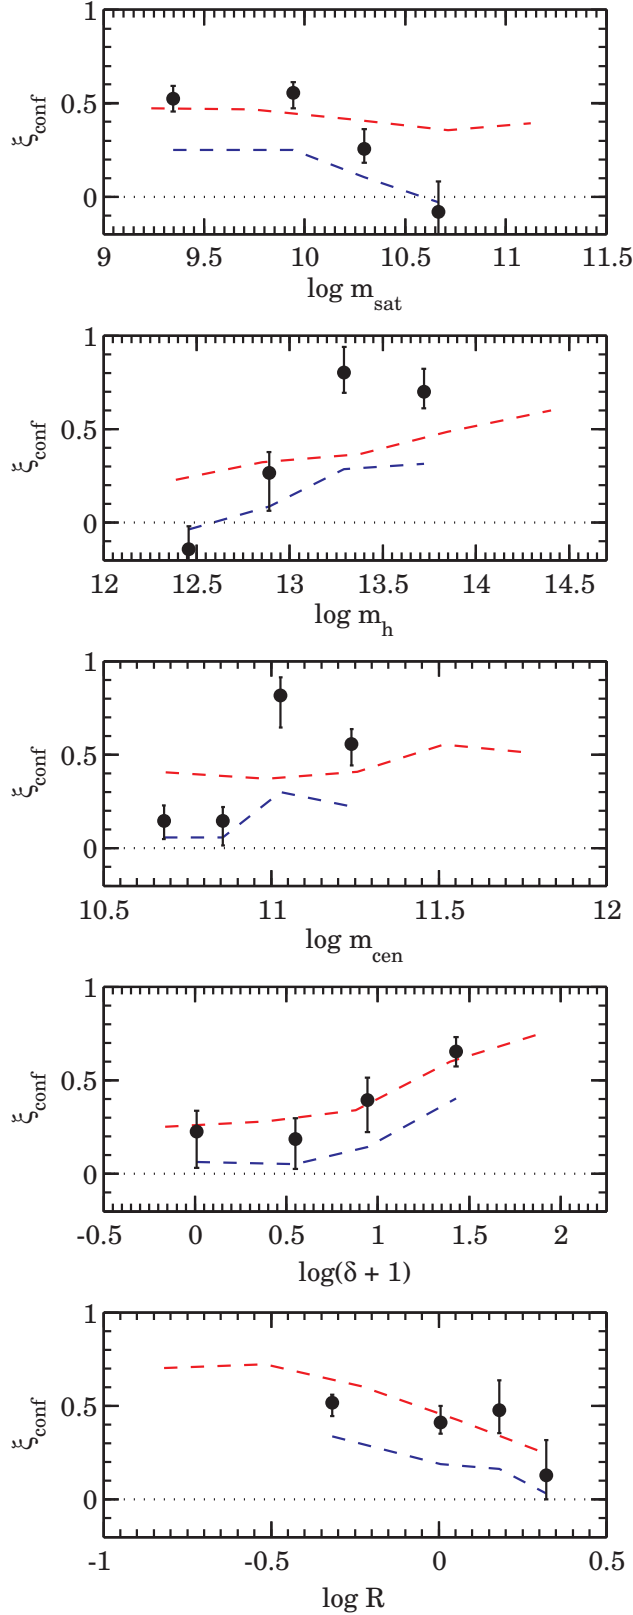 1
0.5
0
ξconf
9 9.5 10 10.5 11 11.5
log msat
1
0.5
0
ξconf
12 12.5 13 13.5 14 14.5
log mh
1
0.5
0
ξconf
10.5 11 11.5 12
log mcen
1
0.5
0
ξconf
-0.5 0 0.5 1 1.5 2
log(δ + 1)
1
0.5
0
ξconf
-1 -0.5 0 0.5
log R